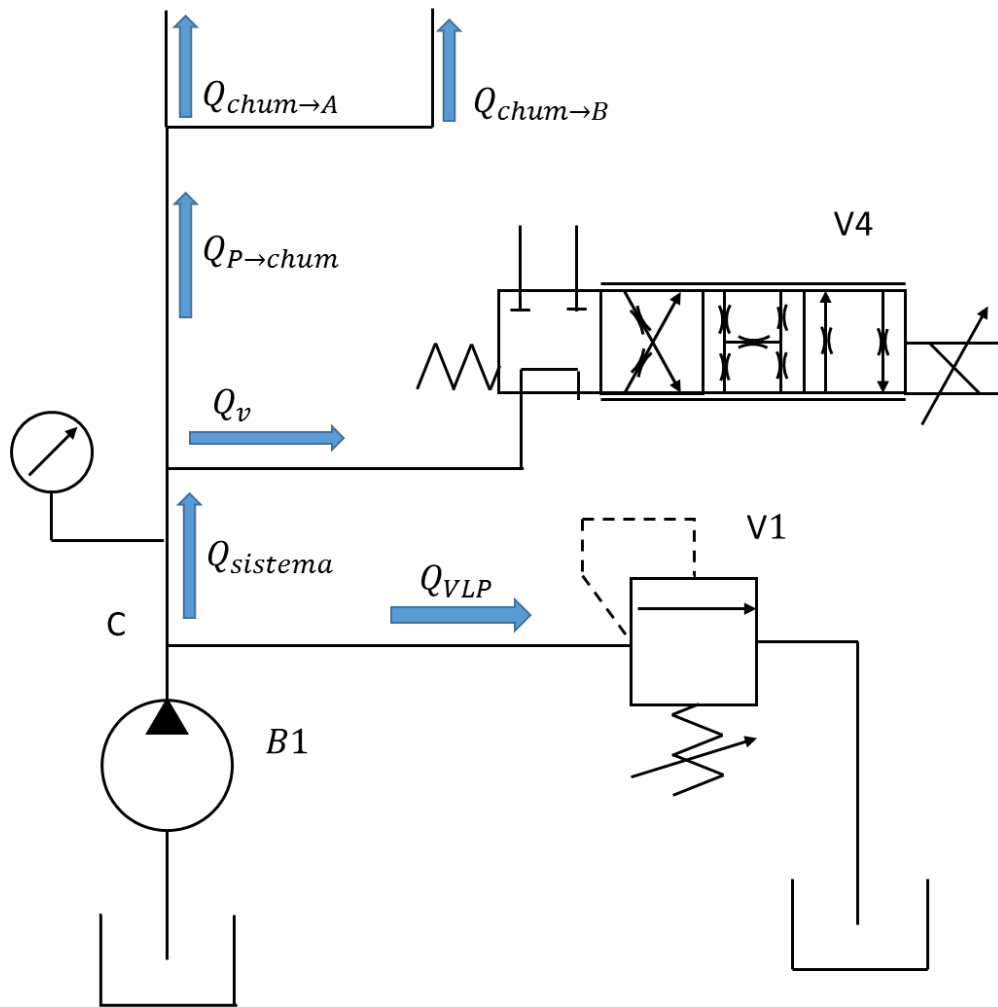 Q_{chum→A}
Q_{chum→B}
Q_{P→chum}
V4
Q_v
Q_{sistema}
V1
Q_{VLP}
C
B1